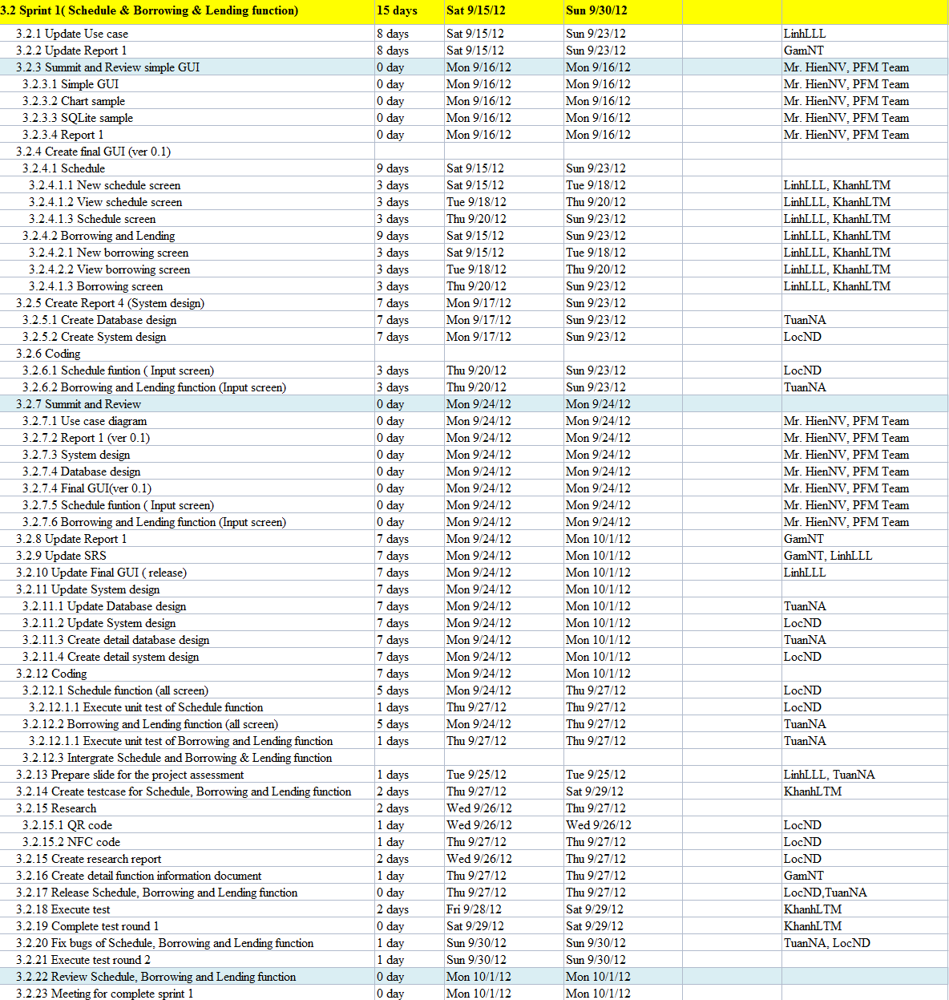 3.2 Sprint 1( Schedule & Borrowing & Lending function) 15 days Sat 9/15/12 Sun 9/30/12
3.2.1 Update Use case 8 days Sat 9/15/12 Sun 9/23/12 LinhLLL
3.2.2 Update Report 1 8 days Sat 9/15/12 Sun 9/23/12 GamNT
3.2.3 Summit and Review simple GUI 0 day Mon 9/16/12 Mon 9/16/12 Mr. HienNV, PFM Team
3.2.3.1 Simple GUI 0 day Mon 9/16/12 Mon 9/16/12 Mr. HienNV, PFM Team
3.2.3.2 Chart sample 0 day Mon 9/16/12 Mon 9/16/12 Mr. HienNV, PFM Team
3.2.3.3 SQLite sample 0 day Mon 9/16/12 Mon 9/16/12 Mr. HienNV, PFM Team
3.2.3.4 Report 1 0 day Mon 9/16/12 Mon 9/16/12 Mr. HienNV, PFM Team
3.2.4 Create final GUI (ver 0.1)
3.2.4.1 Schedule 9 days Sat 9/15/12 Sun 9/23/12
3.2.4.1.1 New schedule screen 3 days Sat 9/15/12 Tue 9/18/12 LinhLLL, KhanhLTM
3.2.4.1.2 View schedule screen 3 days Tue 9/18/12 Thu 9/20/12 LinhLLL, KhanhLTM
3.2.4.1.3 Schedule screen 3 days Thu 9/20/12 Sun 9/23/12 LinhLLL, KhanhLTM
3.2.4.2 Borrowing and Lending 9 days Sat 9/15/12 Sun 9/23/12 LinhLLL, KhanhLTM
3.2.4.2.1 New borrowing screen 3 days Sat 9/15/12 Tue 9/18/12 LinhLLL, KhanhLTM
3.2.4.2.2 View borrowing screen 3 days Tue 9/18/12 Thu 9/20/12 LinhLLL, KhanhLTM
3.2.4.1.3 Borrowing screen 3 days Thu 9/20/12 Sun 9/23/12 LinhLLL, KhanhLTM
3.2.5 Create Report 4 (System design) 7 days Mon 9/17/12 Sun 9/23/12
3.2.5.1 Create Database design 7 days Mon 9/17/12 Sun 9/23/12 TuanNA
3.2.5.2 Create System design 7 days Mon 9/17/12 Sun 9/23/12 LocND
3.2.6 Coding
3.2.6.1 Schedule funtion ( Input screen) 3 days Thu 9/20/12 Sun 9/23/12 LocND
3.2.6.2 Borrowing and Lending function (Input screen) 3 days Thu 9/20/12 Sun 9/23/12 TuanNA
3.2.7 Summit and Review 0 day Mon 9/24/12 Mon 9/24/12
3.2.7.1 Use case diagram 0 day Mon 9/24/12 Mon 9/24/12 Mr. HienNV, PFM Team
3.2.7.2 Report 1 (ver 0.1) 0 day Mon 9/24/12 Mon 9/24/12 Mr. HienNV, PFM Team
3.2.7.3 System design 0 day Mon 9/24/12 Mon 9/24/12 Mr. HienNV, PFM Team
3.2.7.4 Database design 0 day Mon 9/24/12 Mon 9/24/12 Mr. HienNV, PFM Team
3.2.7.4 Final GUI(ver 0.1) 0 day Mon 9/24/12 Mon 9/24/12 Mr. HienNV, PFM Team
3.2.7.5 Schedule funtion ( Input screen) 0 day Mon 9/24/12 Mon 9/24/12 Mr. HienNV, PFM Team
3.2.7.6 Borrowing and Lending function (Input screen) 0 day Mon 9/24/12 Mon 9/24/12 Mr. HienNV, PFM Team
3.2.8 Update Report 1 7 days Mon 9/24/12 Mon 10/1/12 GamNT
3.2.9 Update SRS 7 days Mon 9/24/12 Mon 10/1/12 GamNT, LinhLLL
3.2.10 Update Final GUI ( release) 7 days Mon 9/24/12 Mon 10/1/12 LinhLLL
3.2.11 Update System design 7 days Mon 9/24/12 Mon 10/1/12
3.2.11.1 Update Database design 7 days Mon 9/24/12 Mon 10/1/12 TuanNA
3.2.11.2 Update System design 7 days Mon 9/24/12 Mon 10/1/12 LocND
3.2.11.3 Create detail database design 7 days Mon 9/24/12 Mon 10/1/12 TuanNA
3.2.11.4 Create detail system design 7 days Mon 9/24/12 Mon 10/1/12 LocND
3.2.12 Coding 7 days Mon 9/24/12 Mon 10/1/12
3.2.12.1 Schedule function (all screen) 5 days Mon 9/24/12 Thu 9/27/12 LocND
3.2.12.1.1 Execute unit test of Schedule function 1 days Thu 9/27/12 Thu 9/27/12 LocND
3.2.12.2 Borrowing and Lending function (all screen) 5 days Mon 9/24/12 Thu 9/27/12 TuanNA
3.2.12.1.1 Execute unit test of Borrowing and Lending function 1 days Thu 9/27/12 Thu 9/27/12 TuanNA
3.2.12.3 Intergrate Schedule and Borrowing & Lending function
3.2.13 Prepare slide for the project assessment 1 days Tue 9/25/12 Tue 9/25/12 LinhLLL, TuanNA
3.2.14 Create testcase for Schedule, Borrowing and Lending function 2 days Thu 9/27/12 Sat 9/29/12 KhanhLTM
3.2.15 Research 2 days Wed 9/26/12 Thu 9/27/12
3.2.15.1 QR code 1 day Wed 9/26/12 Wed 9/26/12 LocND
3.2.15.2 NFC code 1 day Thu 9/27/12 Thu 9/27/12 LocND
3.2.15 Create research report 2 days Wed 9/26/12 Thu 9/27/12 LocND
3.2.16 Create detail function information document 1 day Thu 9/27/12 Thu 9/27/12 GamNT
3.2.17 Release Schedule, Borrowing and Lending function 0 day Thu 9/27/12 Thu 9/27/12 LocND,TuanNA
3.2.18 Execute test 2 days Fri 9/28/12 Sat 9/29/12 KhanhLTM
3.2.19 Complete test round 1 0 day Sat 9/29/12 Sat 9/29/12 KhanhLTM
3.2.20 Fix bugs of Schedule, Borrowing and Lending function 1 day Sun 9/30/12 Sun 9/30/12 TuanNA, LocND
3.2.21 Execute test round 2 1 day Sun 9/30/12 Sun 9/30/12
3.2.22 Review Schedule, Borrowing and Lending function 0 day Mon 10/1/12 Mon 10/1/12
3.2.23 Meeting for complete sprint 1 0 day Mon 10/1/12 Mon 10/1/12